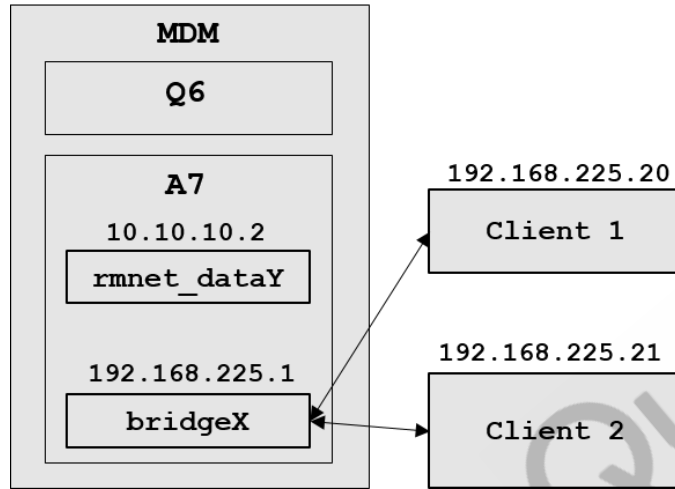 MDM
Q6
A7
10.10.10.2
rmnet_dataY
192.168.225.1
bridgeX
192.168.225.20
Client 1
192.168.225.21
Client 2